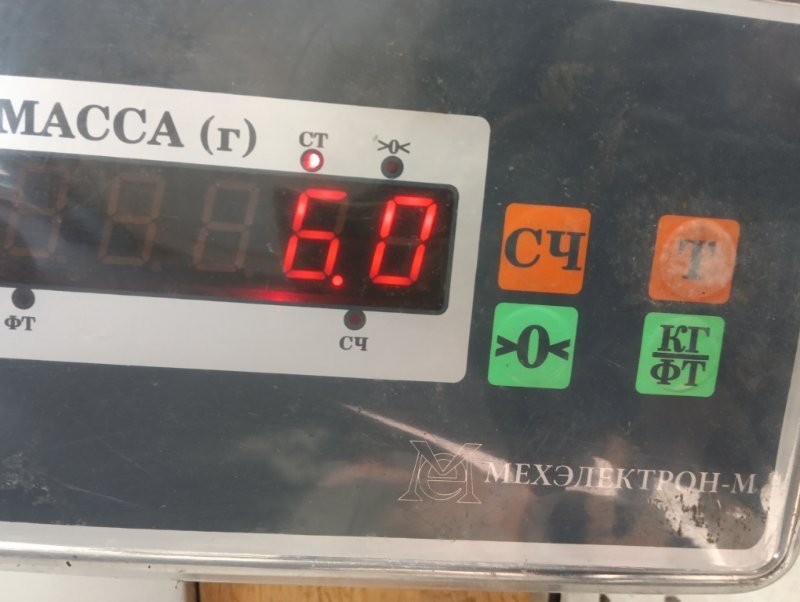 МАССА (г)
СТ >0<
6.0
ФТ СЧ
СЧ Т
>0< КГ
ФТ
МЕХЭЛЕКТРОН-М